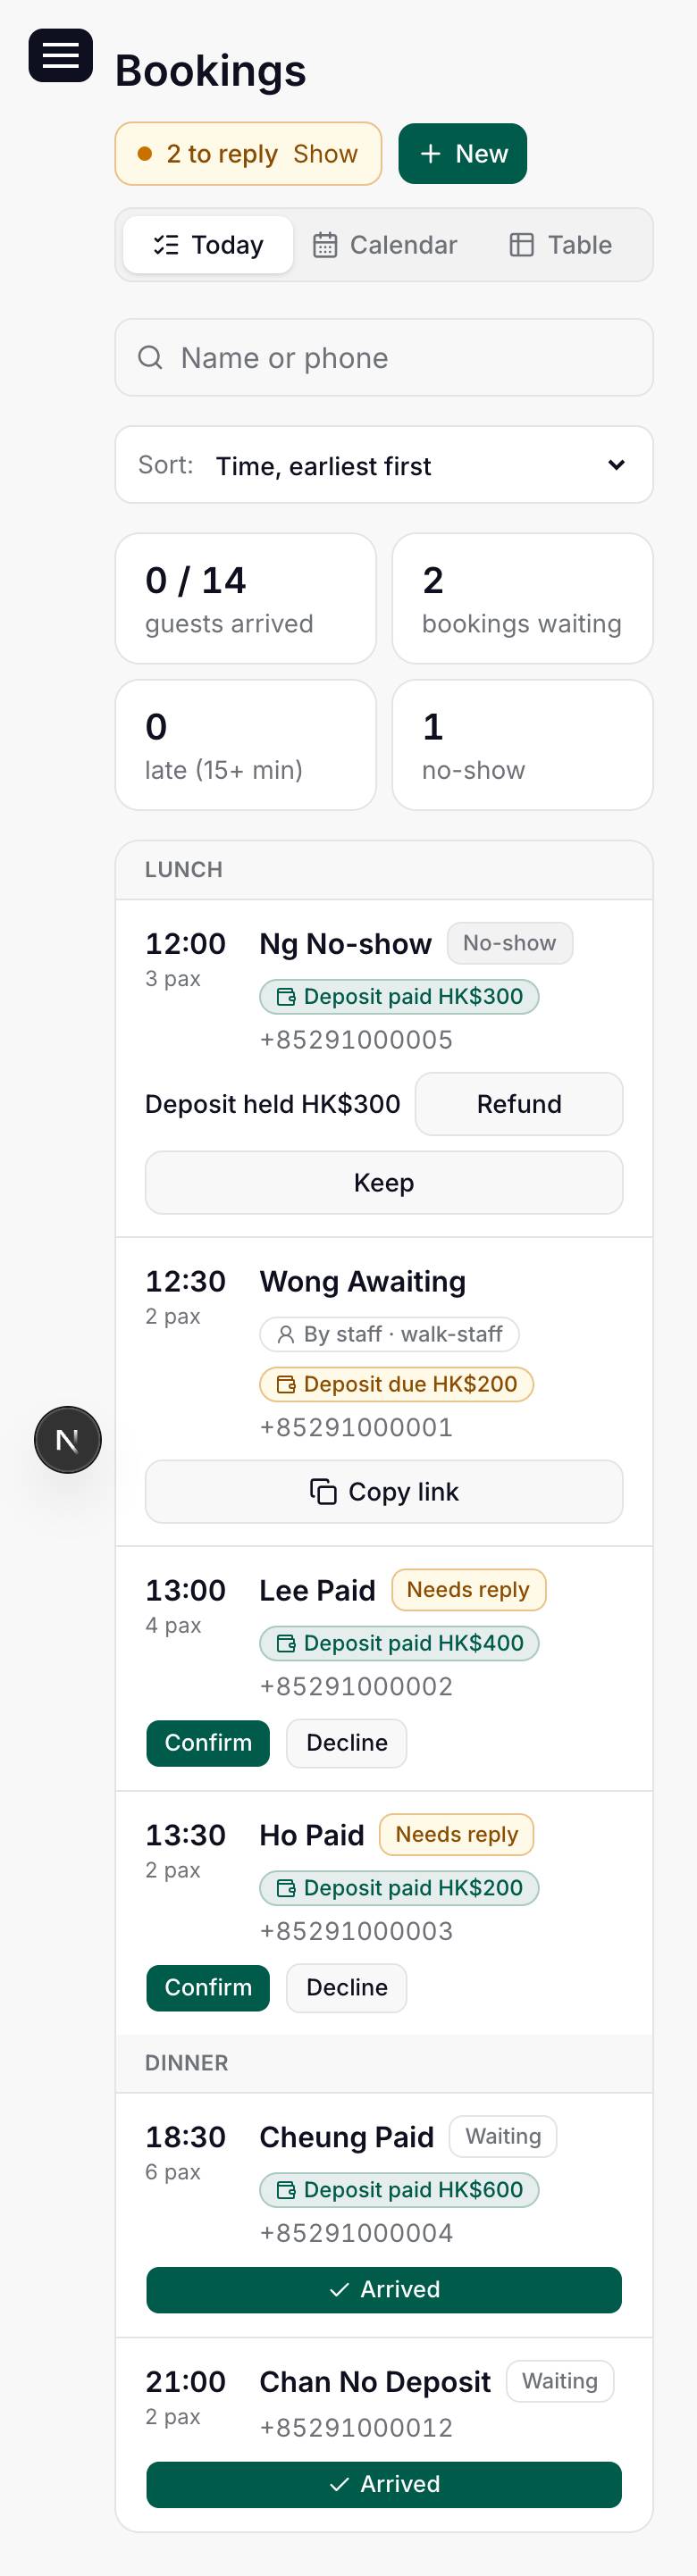 Bookings
2 to reply Show
New
Today
Calendar
Table
Name or phone
Sort: Time, earliest first
0 / 14
guests arrived
2
bookings waiting
0
late (15+ min)
1
no-show
LUNCH
12:00 Ng No-show No-show
3 pax
Deposit paid HK$300
+85291000005
Deposit held HK$300 Refund
Keep
12:30 Wong Awaiting
2 pax
By staff · walk-staff
Deposit due HK$200
+85291000001
N
Copy link
13:00 Lee Paid Needs reply
4 pax
Deposit paid HK$400
+85291000002
Confirm Decline
13:30 Ho Paid Needs reply
2 pax
Deposit paid HK$200
+85291000003
Confirm Decline
DINNER
18:30 Cheung Paid Waiting
6 pax
Deposit paid HK$600
+85291000004
Arrived
21:00 Chan No Deposit Waiting
2 pax
+85291000012
Arrived